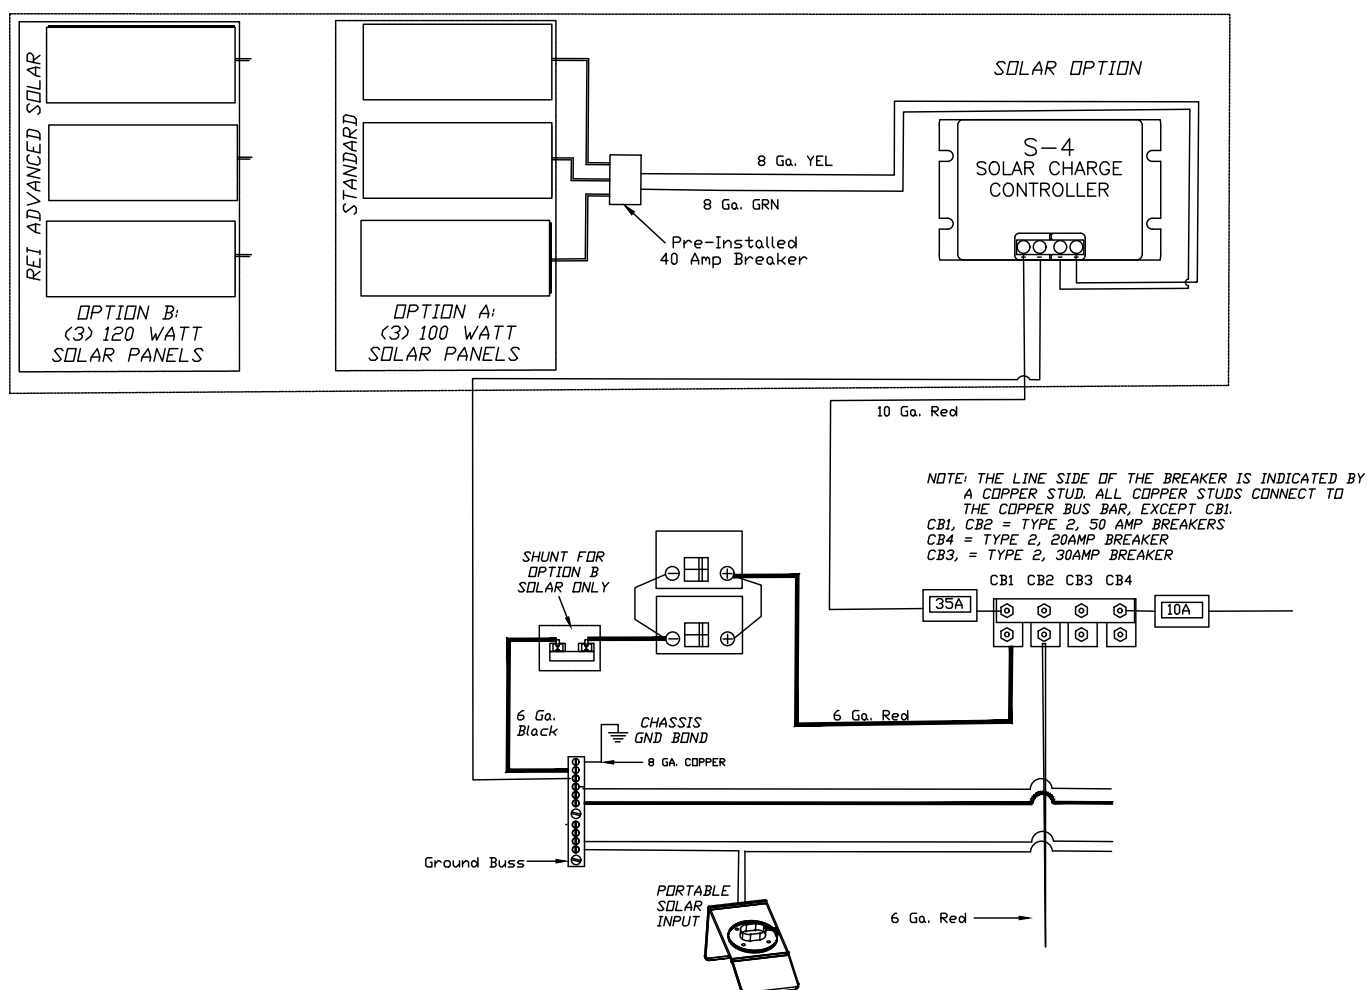 REI ADVANCED SOLAR
OPTION B:
(3) 120 WATT
SOLAR PANELS
STANDARD
OPTION A:
(3) 100 WATT
SOLAR PANELS
8 Ga. YEL
8 Ga. GRN
Pre-Installed
40 Amp Breaker
SOLAR OPTION
S-4
SOLAR CHARGE
CONTROLLER
+ - - +
10 Ga. Red
NOTE: THE LINE SIDE OF THE BREAKER IS INDICATED BY
A COPPER STUD. ALL COPPER STUDS CONNECT TO
THE COPPER BUS BAR, EXCEPT CB1.
CB1, CB2 = TYPE 2, 50 AMP BREAKERS
CB4 = TYPE 2, 20AMP BREAKER
CB3, = TYPE 2, 30AMP BREAKER
CB1 CB2 CB3 CB4
35A
10A
SHUNT FOR
OPTION B
SOLAR ONLY
- +
- +
6 Ga.
Black
6 Ga. Red
CHASSIS
GND BOND
8 GA. COPPER
Ground Buss
PORTABLE
SOLAR
INPUT
6 Ga. Red